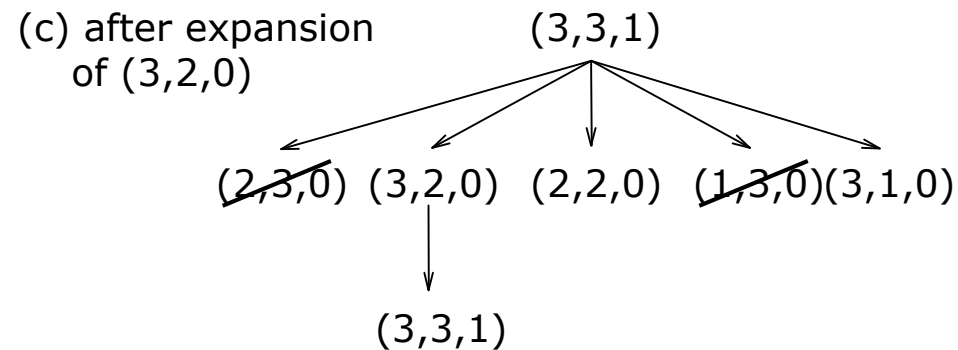 (c) after expansion
of (3,2,0)
(3,3,1)
(2,3,0) (3,2,0) (2,2,0) (1,3,0)(3,1,0)
(3,3,1)